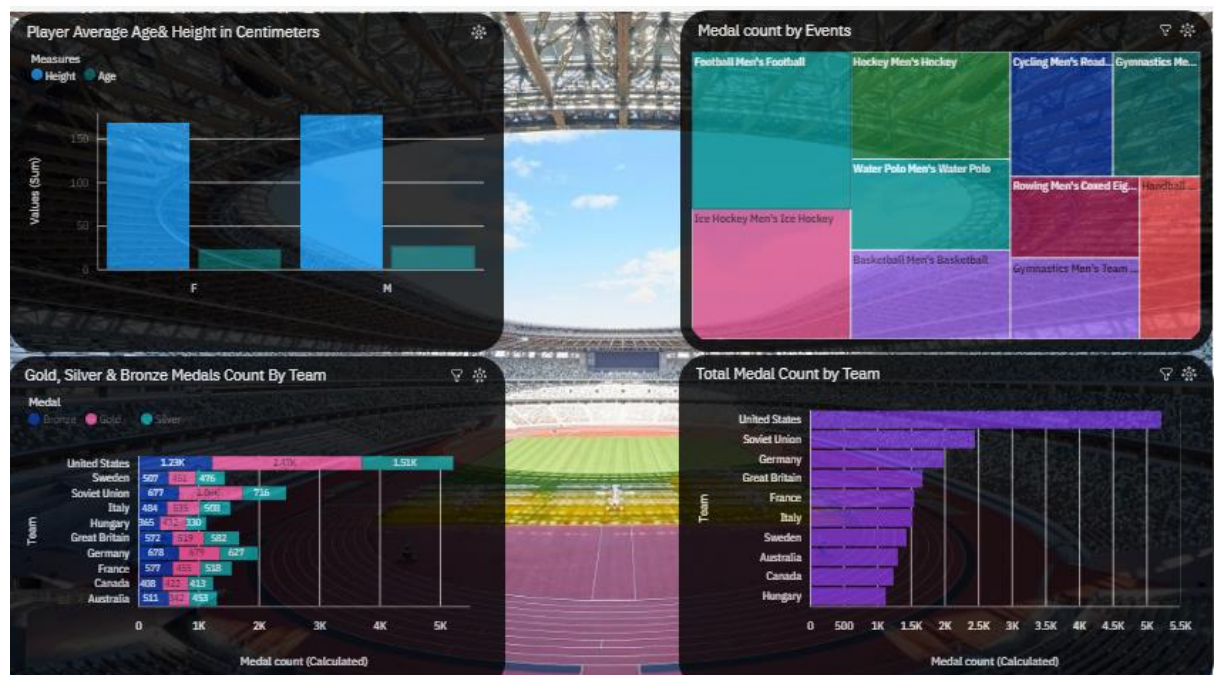 Player Average Age& Height in Centimeters
Measures
Height Age
150
100
50
0
Values (Sum)
F M
Medal count by Events
Football Men's Football
Hockey Men's Hockey
Cycling Men's Road...
Gymnastics Me...
Water Polo Men's Water Polo
Rowing Men's Coxed Eig...
Handball ...
Ice Hockey Men's Ice Hockey
Basketball Men's Basketball
Gymnastics Men's Team ...
Gold, Silver & Bronze Medals Count By Team
Medal
Bronze Gold Silver
Team
United States 1.23K 2.47K 1.51K
Sweden 507 451 476
Soviet Union 677 716
Italy 484 535 508
Hungary 365 330
Great Britain 572 519 582
Germany 678 679 627
France 577 455 518
Canada 408 422 413
Australia 511 342 453
0 1K 2K 3K 4K 5K
Medal count (Calculated)
Total Medal Count by Team
Team
United States
Soviet Union
Germany
Great Britain
France
Italy
Sweden
Australia
Canada
Hungary
0 500 1K 1.5K 2K 2.5K 3K 3.5K 4K 4.5K 5K 5.5K
Medal count (Calculated)